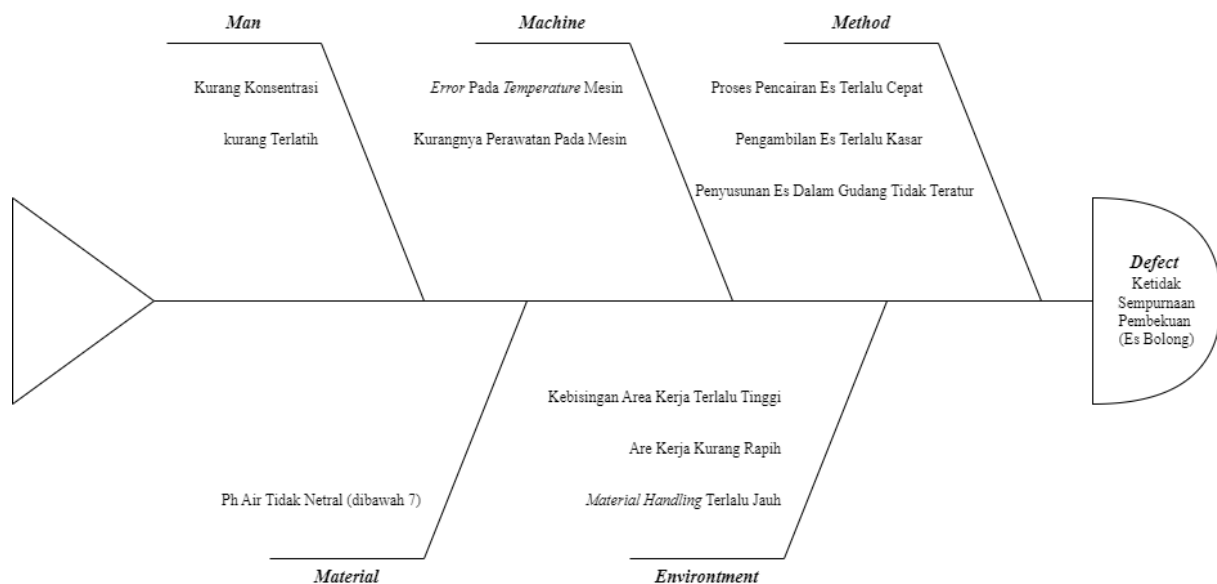 Man
Kurang Konsentrasi
kurang Terlatih
Machine
Error Pada Temperature Mesin
Kurangnya Perawatan Pada Mesin
Method
Proses Pencairan Es Terlalu Cepat
Pengambilan Es Terlalu Kasar
Penyusunan Es Dalam Gudang Tidak Teratur
Defect
Ketidak
Sempurnaan
Pembekuan
(Es Bolong)
Ph Air Tidak Netral (dibawah 7)
Material
Kebisingan Area Kerja Terlalu Tinggi
Are Kerja Kurang Rapih
Material Handling Terlalu Jauh
Environtment